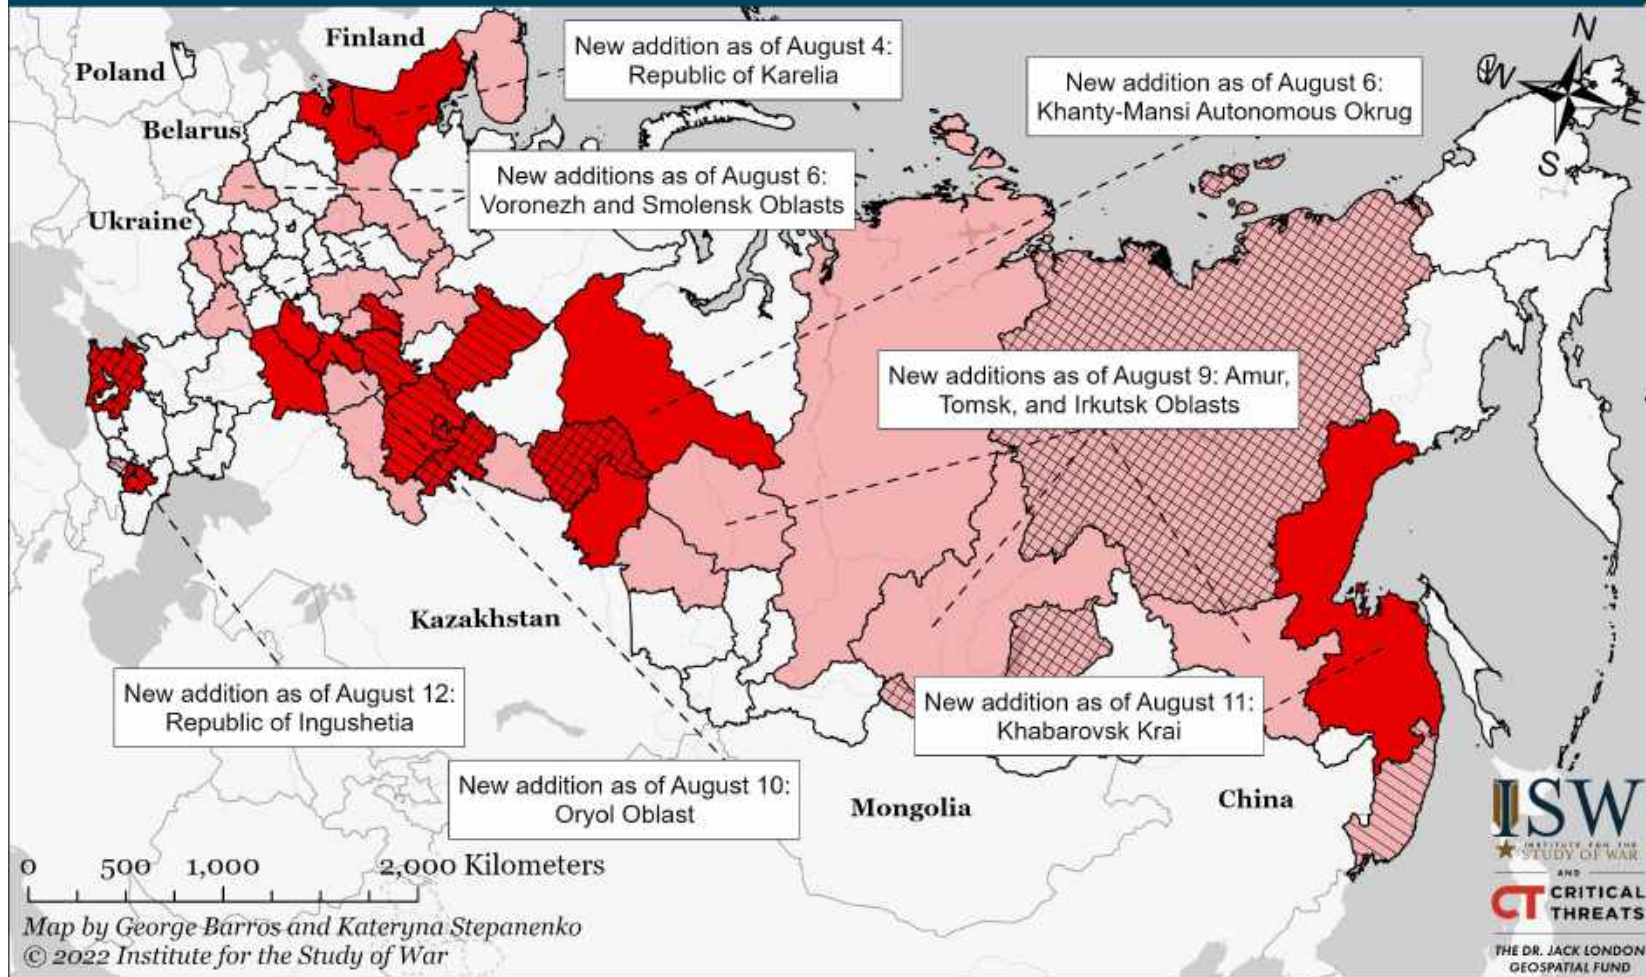 Finland
Poland
Belarus
Ukraine
New addition as of August 4:
Republic of Karelia
New addition as of August 6:
Khanty-Mansi Autonomous Okrug
N
W
E
S
New additions as of August 6:
Voronezh and Smolensk Oblasts
New additions as of August 9: Amur,
Tomsk, and Irkutsk Oblasts
Kazakhstan
New addition as of August 12:
Republic of Ingushetia
New addition as of August 11:
Khabarovsk Krai
New addition as of August 10:
Oryol Oblast
Mongolia
China
0 500 1,000 2,000 Kilometers
Map by George Barros and Kateryna Stepanenko
© 2022 Institute for the Study of War
ISW
INSTITUTE FOR THE
STUDY OF WAR
AND
CT CRITICAL
THREATS
THE DR. JACK LONDON
GEOSPATIAL FUND